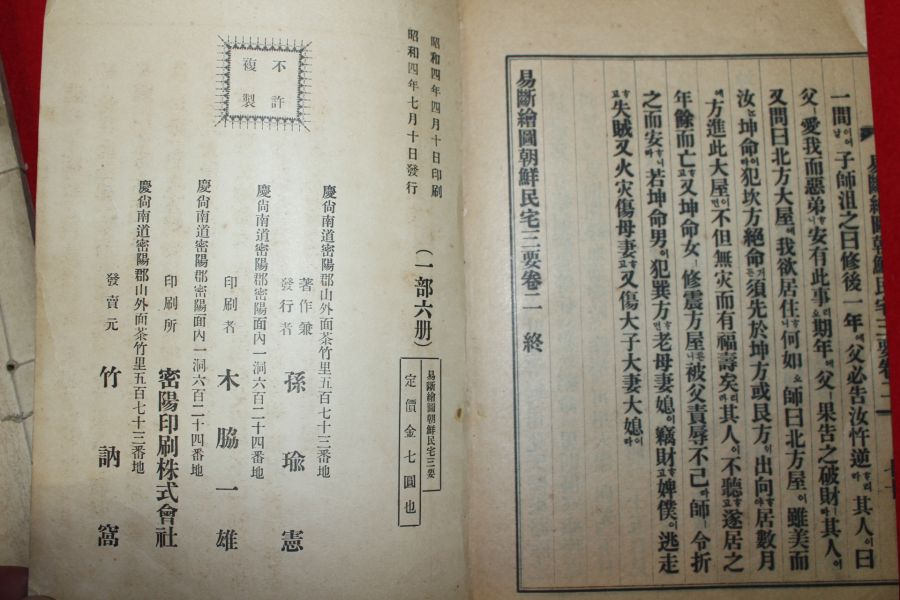 一問子師沮之曰修後一年父必告汝忤逆其人曰
父愛我而惡弟安有此事期年父果告之破財其人
又問曰北方大屋我欲居住何如師曰北方屋雖美而
汝坤命犯坎方絕命須先於坤方或艮方出向居數月
方進此大屋不但無灾而有福壽矣其人不聽遂居之
年餘而亡又坤命女修震方屋被父責辱不已師令折
之而安若坤命男犯巽方老母妻媳竊財婢僕逃走
失賊又火灾傷母妻又傷大子大妻大媳
易斷繪圖朝鮮民宅三要卷二 終
易斷繪圖朝鮮民宅三要卷二
昭和四年四月十日印刷
昭和四年七月十日發行
(一部六册)
易斷繪圖朝鮮民宅三要
定價金七圓也
不許
複製
慶尙南道密陽郡山外面茶竹里五百七十三番地
著作兼
發行者 孫瑜憲
慶尙南道密陽郡密陽面內一洞六百二十四番地
印刷者 木脇一雄
慶尙南道密陽郡密陽面內一洞六百二十四番地
印刷所 密陽印刷株式會社
慶尙南道密陽郡山外面茶竹里五百七十三番地
發賣元 竹訥窩